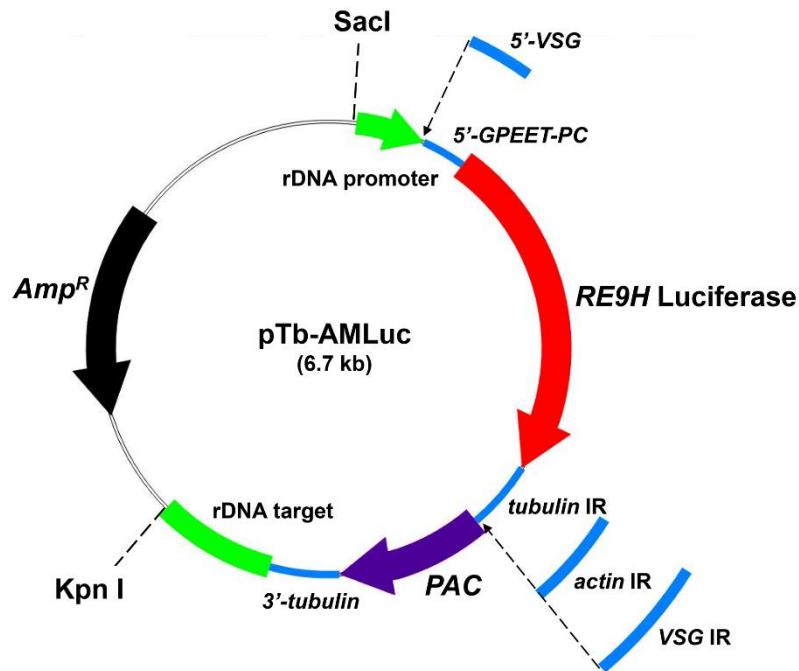 SacI
5'-VSG
5'-GPEET-PC
rDNA promoter
Amp^R
RE9H Luciferase
pTb-AMLuc
(6.7 kb)
rDNA target
tubulin IR
Kpn I
3'-tubulin
PAC
actin IR
VSG IR